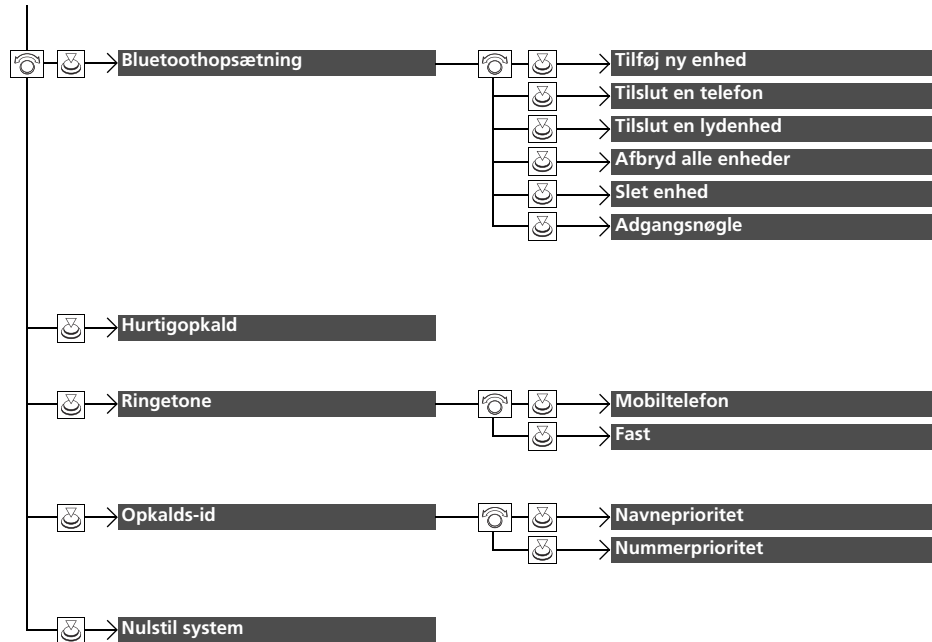 Bluetoothopsætning
Tilføj ny enhed
Tilslut en telefon
Tilslut en lydenhed
Afbryd alle enheder
Slet enhed
Adgangsnøgle
Hurtigopkald
Ringetone
Mobiltelefon
Fast
Opkalds-id
Navneprioritet
Nummerprioritet
Nulstil system